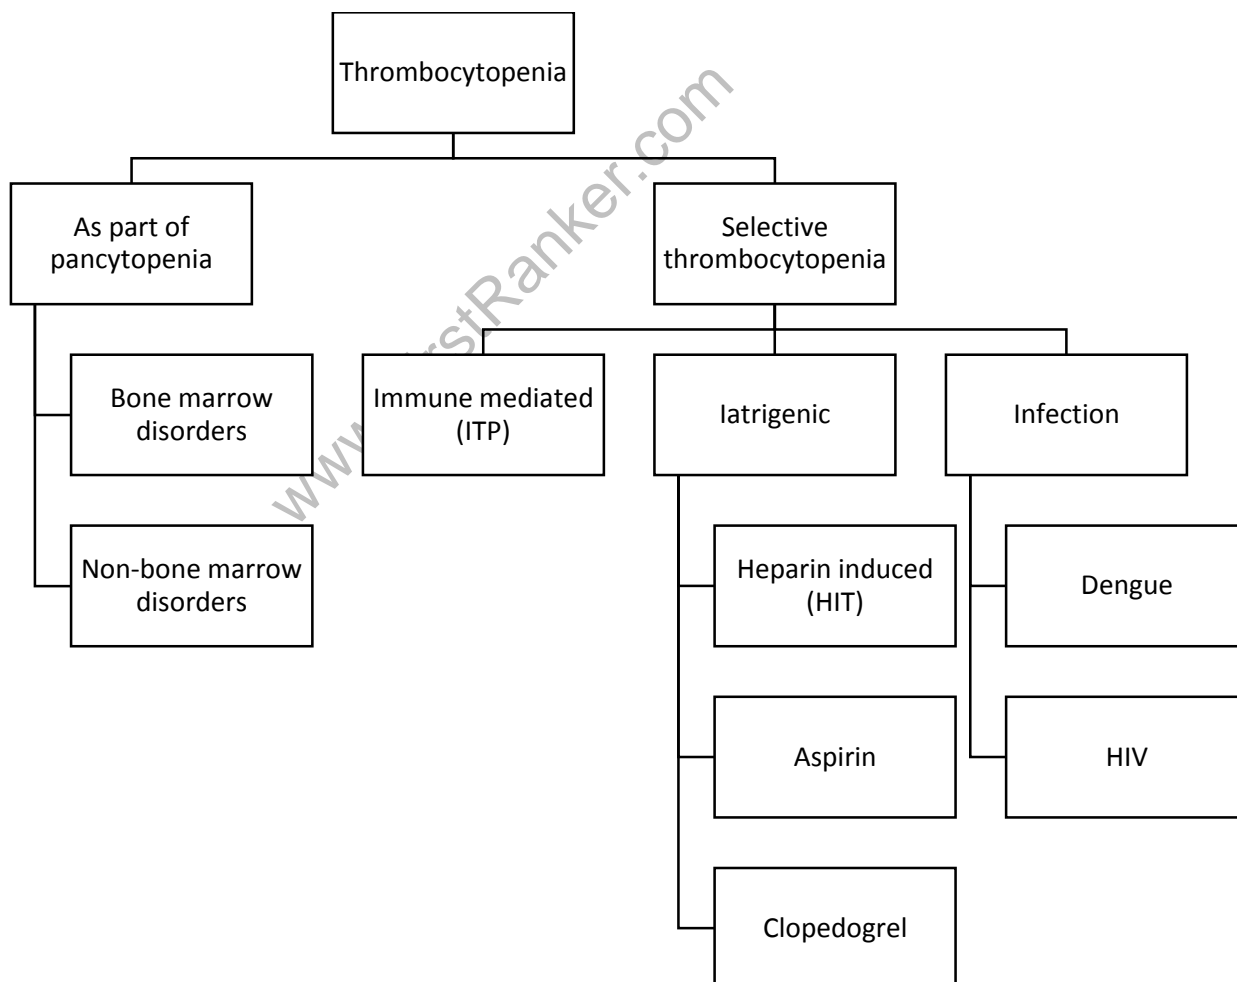 Thrombocytopenia
As part of
pancytopenia
Selective
thrombocytopenia
Bone marrow
disorders
Immune mediated
(ITP)
Iatrigenic
Infection
Non-bone marrow
disorders
Heparin induced
(HIT)
Dengue
Aspirin
HIV
Clopedogrel